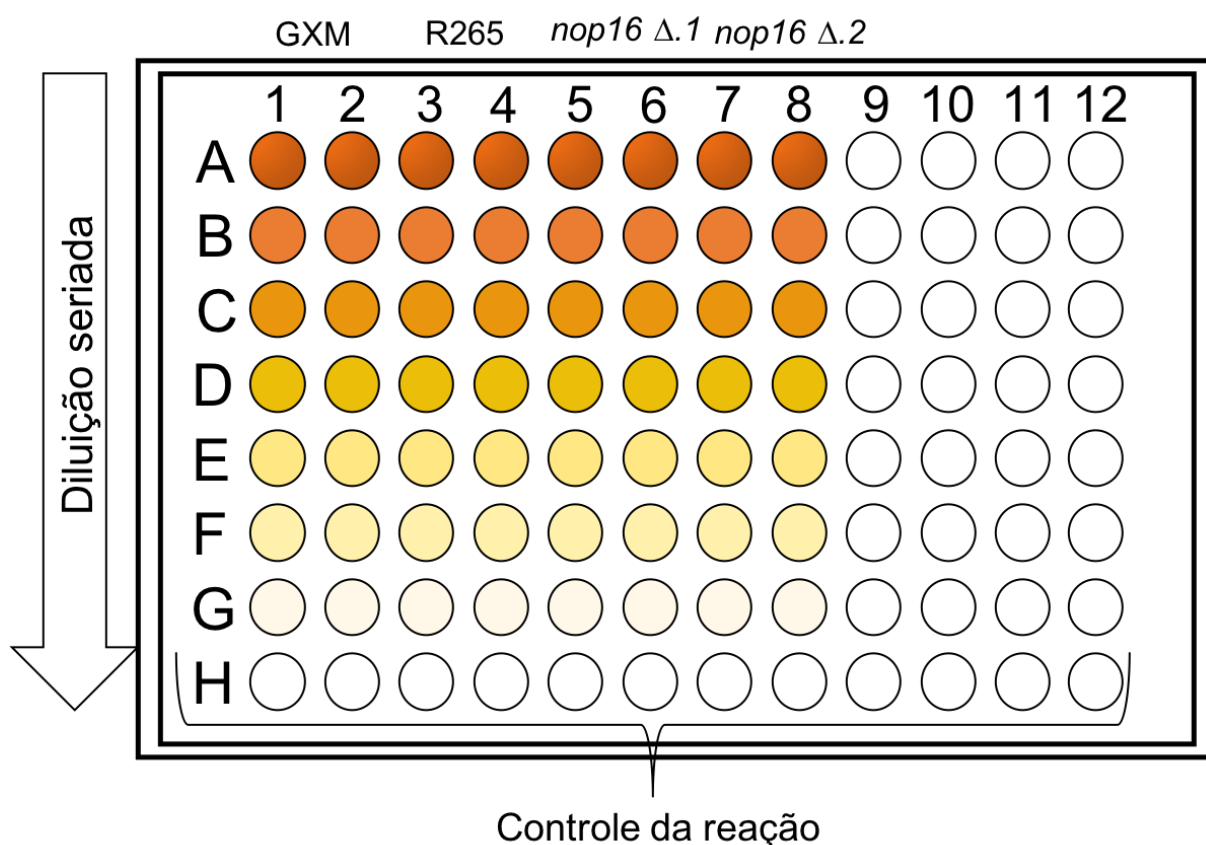 GXM R265 nop16 Δ.1 nop16 Δ.2
1 2 3 4 5 6 7 8 9 10 11 12
A
B
C
D
E
F
G
H
Diluição seriada
Controle da reação